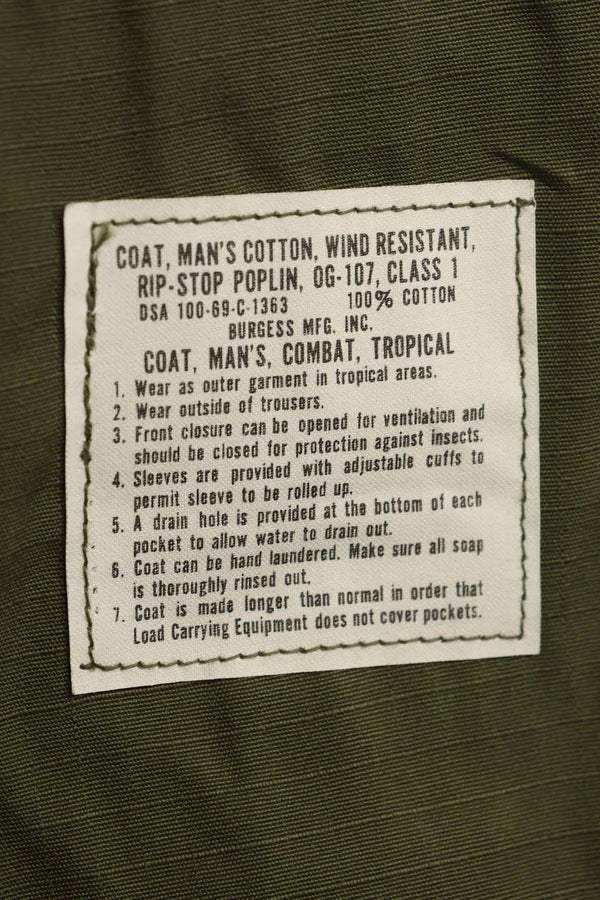 COAT, MAN'S COTTON, WIND RESISTANT,
RIP-STOP POPLIN, OG-107, CLASS 1
DSA 100-69-C-1363 100% COTTON
BURGESS MFG. INC.
COAT, MAN'S, COMBAT, TROPICAL
1. Wear as outer garment in tropical areas.
2. Wear outside of trousers.
3. Front closure can be opened for ventilation and
should be closed for protection against insects.
4. Sleeves are provided with adjustable cuffs to
permit sleeve to be rolled up.
5. A drain hole is provided at the bottom of each
pocket to allow water to drain out.
6. Coat can be hand laundered. Make sure all soap
is thoroughly rinsed out.
7. Coat is made longer than normal in order that
Load Carrying Equipment does not cover pockets.